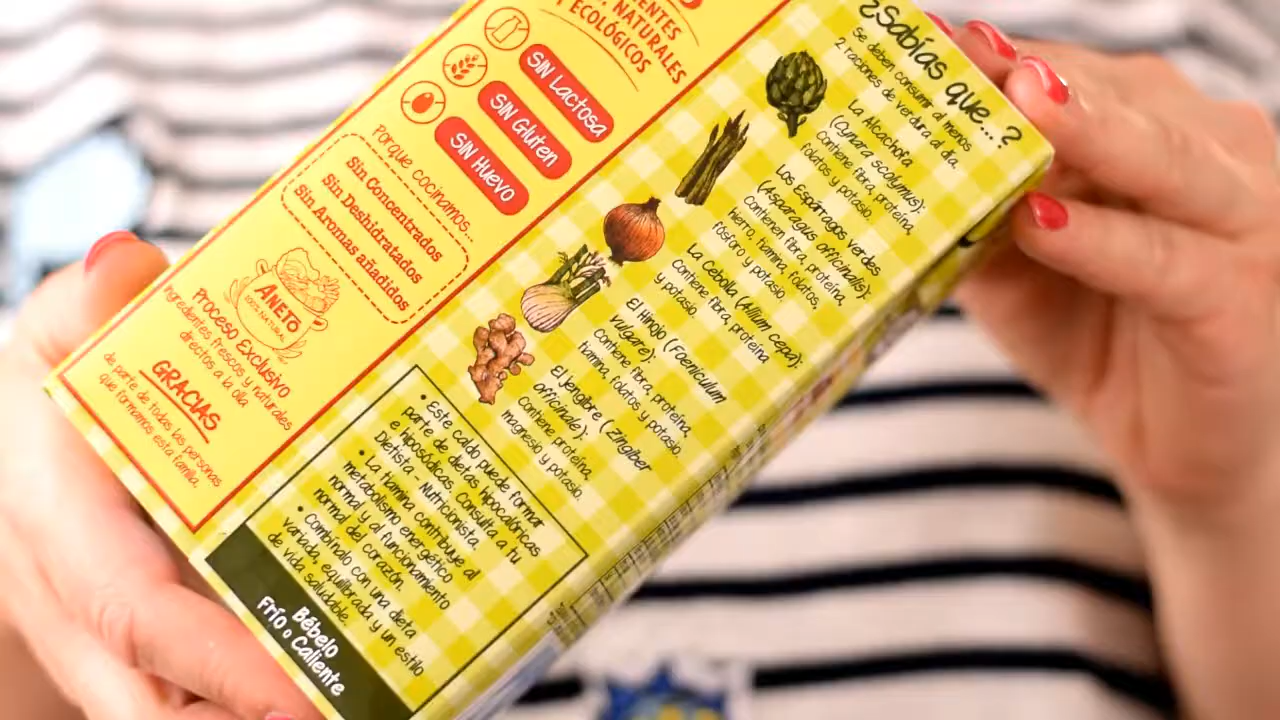 ENTES
NATURALES
Y ECOLÓGICOS
SIN Lactosa
SIN Gluten
SIN Huevo
Porque cocinamos...
Sin Concentrados
Sin Deshidratados
Sin Aromas añadidos
ANETO
100% NATURAL
Proceso Exclusivo
Ingredientes frescos y naturales
directos a la olla
GRACIAS
de parte de todas las personas
que formamos esta familia.
¿Sabías que...?
Se deben consumir al menos
2 raciones de verdura al día.
La Alcachofa
(Cynara scolymus):
contiene fibra, proteína,
folatos y potasio.
Los Espárragos verdes
(Asparagus officinalis):
Contienen fibra, proteína,
hierro, tiamina, folatos,
fósforo y potasio.
La Cebolla (Allium cepa):
Contiene fibra, proteína
y potasio.
El Hinojo (Foeniculum
vulgare):
Contiene fibra, proteína,
tiamina, folatos y potasio.
El Jengibre (Zingiber
officinale):
Contiene proteína,
magnesio y potasio.
• Este caldo puede formar
parte de dietas hipocalóricas
e hiposódicas. Consulta a tu
Dietista - Nutricionista.
• La tiamina contribuye al
metabolismo energético
normal y al funcionamiento
normal del corazón.
• Combínalo con una dieta
variada, equilibrada y un estilo
de vida saludable.
Bébelo
Frío o Caliente